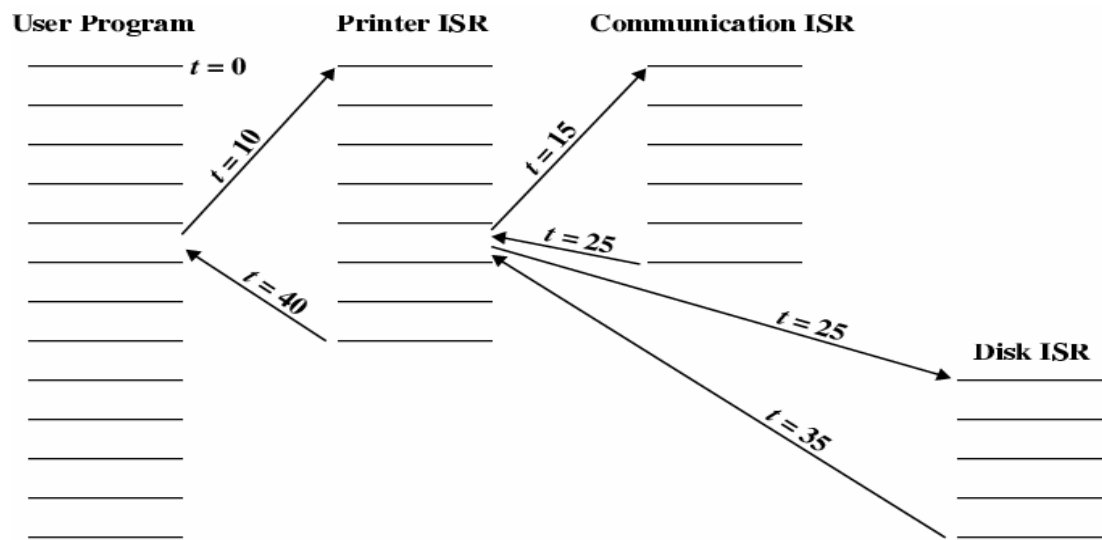 User Program
Printer ISR
Communication ISR
t = 0
t = 10
t = 15
t = 25
t = 40
t = 25
Disk ISR
t = 35